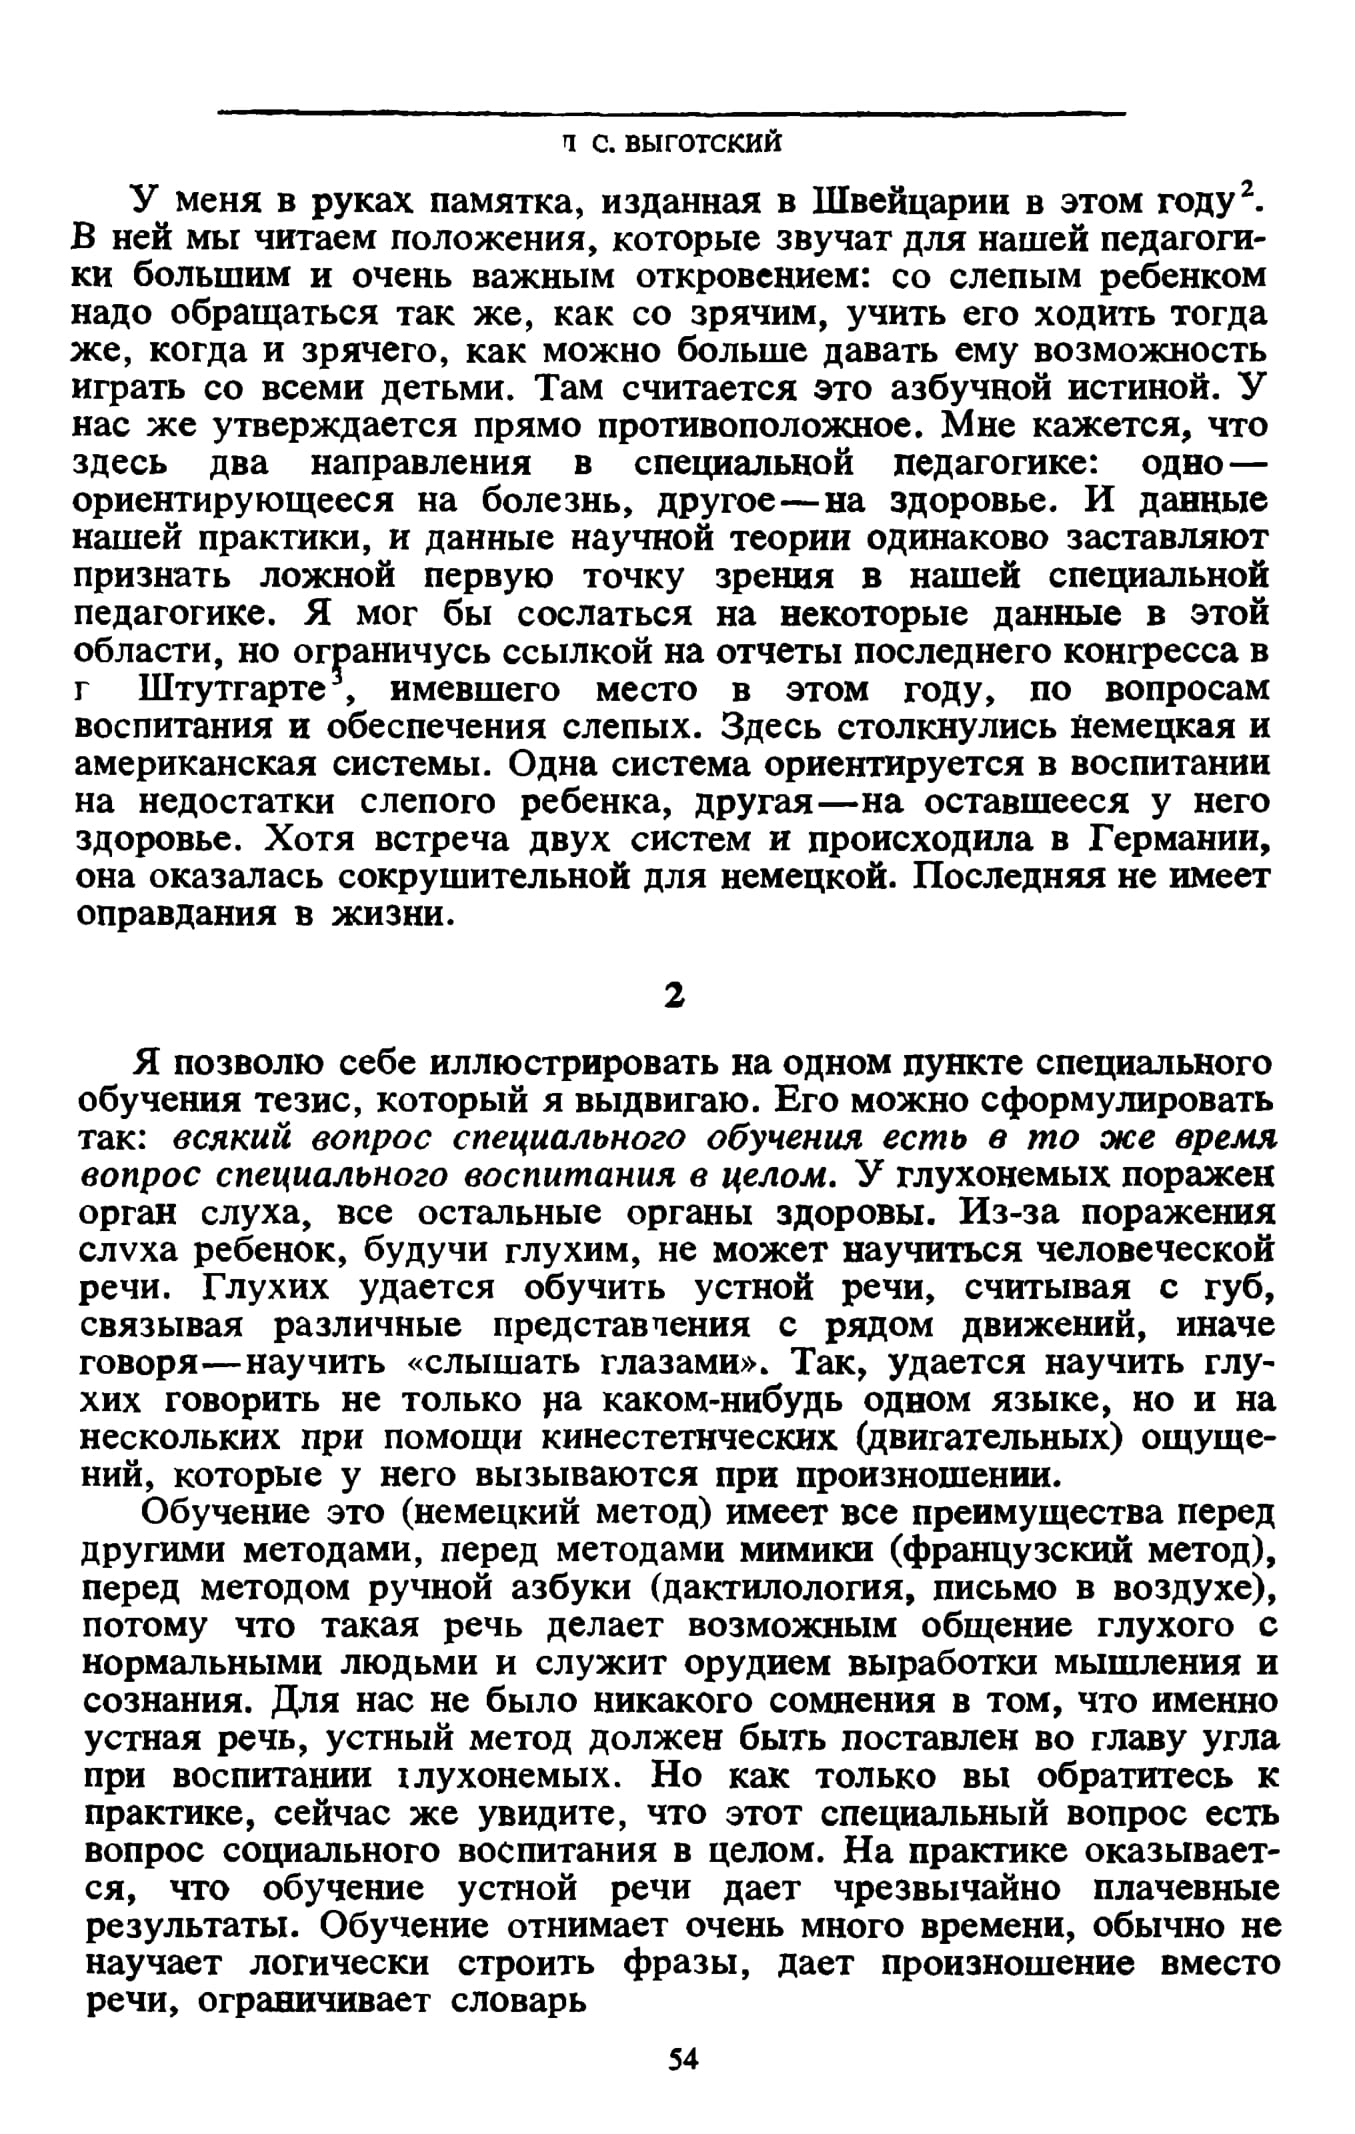 Л С. ВЫГОТСКИЙ
У меня в руках памятка, изданная в Швейцарии в этом году².
В ней мы читаем положения, которые звучат для нашей педагоги-
ки большим и очень важным откровением: со слепым ребенком
надо обращаться так же, как со зрячим, учить его ходить тогда
же, когда и зрячего, как можно больше давать ему возможность
играть со всеми детьми. Там считается это азбучной истиной. У
нас же утверждается прямо противоположное. Мне кажется, что
здесь два направления в специальной педагогике: одно—
ориентирующееся на болезнь, другое—на здоровье. И данные
нашей практики, и данные научной теории одинаково заставляют
признать ложной первую точку зрения в нашей специальной
педагогике. Я мог бы сослаться на некоторые данные в этой
области, но ограничусь ссылкой на отчеты последнего конгресса в
г Штутгарте³, имевшего место в этом году, по вопросам
воспитания и обеспечения слепых. Здесь столкнулись немецкая и
американская системы. Одна система ориентируется в воспитании
на недостатки слепого ребенка, другая—на оставшееся у него
здоровье. Хотя встреча двух систем и происходила в Германии,
она оказалась сокрушительной для немецкой. Последняя не имеет
оправдания в жизни.
2
Я позволю себе иллюстрировать на одном пункте специального
обучения тезис, который я выдвигаю. Его можно сформулировать
так: всякий вопрос специального обучения есть в то же время
вопрос специального воспитания в целом. У глухонемых поражен
орган слуха, все остальные органы здоровы. Из-за поражения
слуха ребенок, будучи глухим, не может научиться человеческой
речи. Глухих удается обучить устной речи, считывая с губ,
связывая различные представления с рядом движений, иначе
говоря—научить «слышать глазами». Так, удается научить глу-
хих говорить не только на каком-нибудь одном языке, но и на
нескольких при помощи кинестетических (двигательных) ощуще-
ний, которые у него вызываются при произношении.
Обучение это (немецкий метод) имеет все преимущества перед
другими методами, перед методами мимики (французский метод),
перед методом ручной азбуки (дактилология, письмо в воздухе),
потому что такая речь делает возможным общение глухого с
нормальными людьми и служит орудием выработки мышления и
сознания. Для нас не было никакого сомнения в том, что именно
устная речь, устный метод должен быть поставлен во главу угла
при воспитании глухонемых. Но как только вы обратитесь к
практике, сейчас же увидите, что этот специальный вопрос есть
вопрос социального воспитания в целом. На практике оказывает-
ся, что обучение устной речи дает чрезвычайно плачевные
результаты. Обучение отнимает очень много времени, обычно не
научает логически строить фразы, дает произношение вместо
речи, ограничивает словарь
54